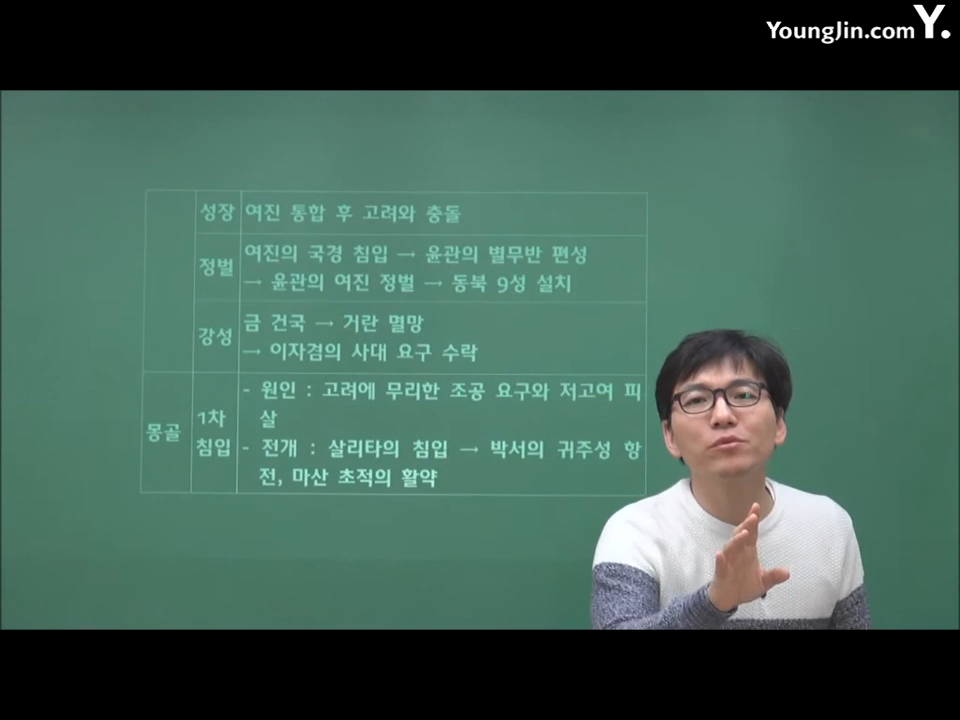 YoungJin.com Y.
성장 여진 통합 후 고려와 충돌
정벌 여진의 국경 침입 → 윤관의 별무반 편성
→ 윤관의 여진 정벌 → 동북 9성 설치
강성 금 건국 → 거란 멸망
→ 이자겸의 사대 요구 수락
몽골 1차 침입
- 원인 : 고려에 무리한 조공 요구와 저고여 피
살
- 전개 : 살리타의 침입 → 박서의 귀주성 항
전, 마산 초적의 활약